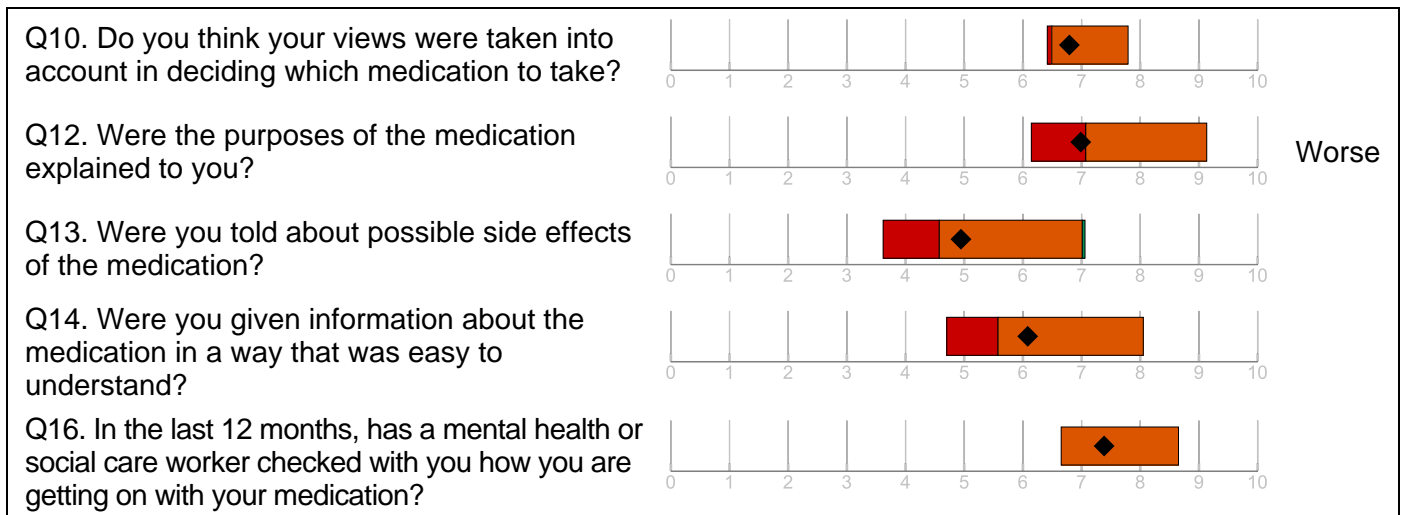 Q10. Do you think your views were taken into
account in deciding which medication to take?
0 1 2 3 4 5 6 7 8 9 10
Q12. Were the purposes of the medication
explained to you?
0 1 2 3 4 5 6 7 8 9 10
Worse
Q13. Were you told about possible side effects
of the medication?
0 1 2 3 4 5 6 7 8 9 10
Q14. Were you given information about the
medication in a way that was easy to
understand?
0 1 2 3 4 5 6 7 8 9 10
Q16. In the last 12 months, has a mental health or
social care worker checked with you how you are
getting on with your medication?
0 1 2 3 4 5 6 7 8 9 10